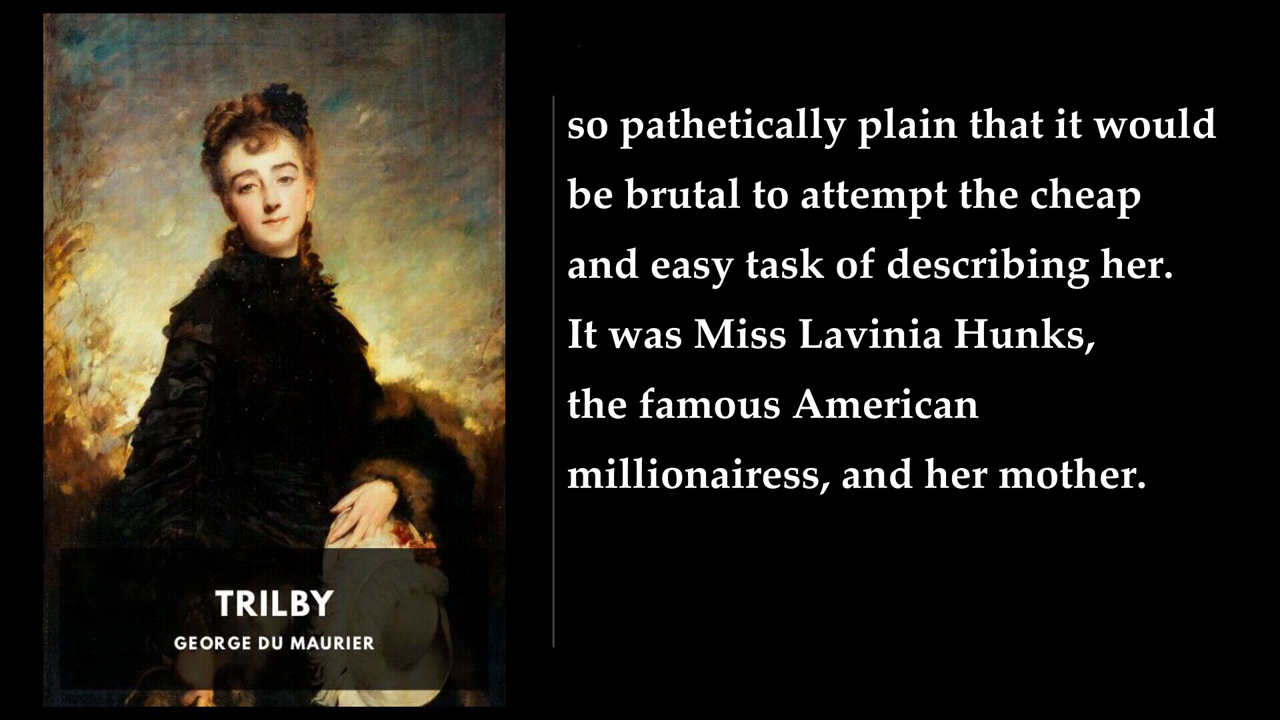 TRILBY
GEORGE DU MAURIER
so pathetically plain that it would
be brutal to attempt the cheap
and easy task of describing her.
It was Miss Lavinia Hunks,
the famous American
millionairess, and her mother.